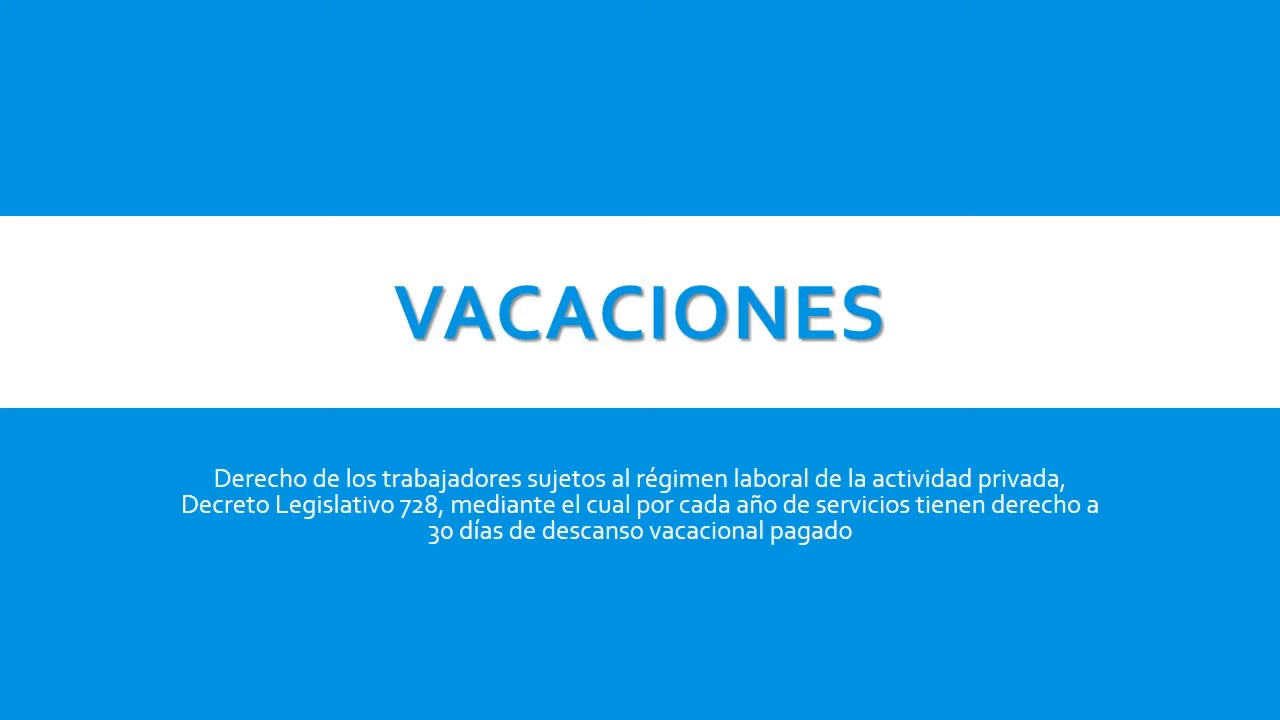 VACACIONES
Derecho de los trabajadores sujetos al régimen laboral de la actividad privada,
Decreto Legislativo 728, mediante el cual por cada año de servicios tienen derecho a
30 días de descanso vacacional pagado